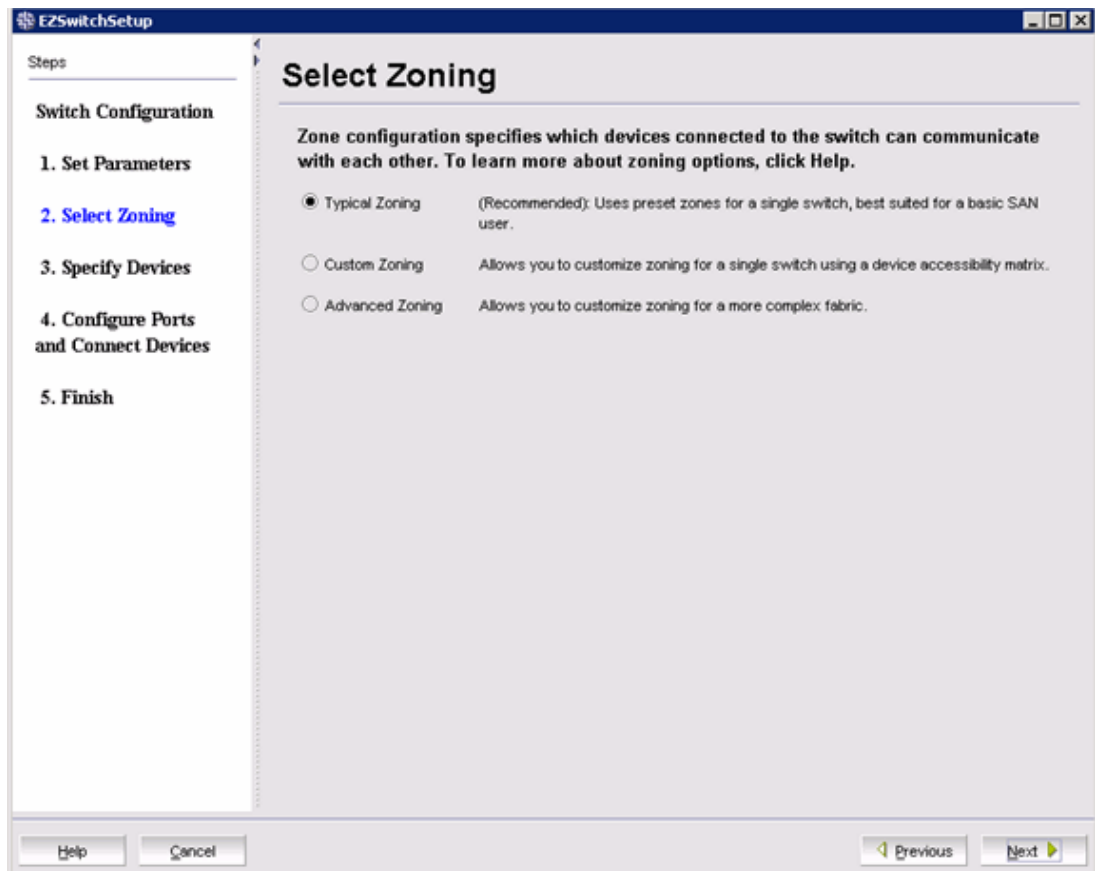 EZSwitchSetup
Steps
Switch Configuration
1. Set Parameters
2. Select Zoning
3. Specify Devices
4. Configure Ports
and Connect Devices
5. Finish
Select Zoning
Zone configuration specifies which devices connected to the switch can communicate
with each other. To learn more about zoning options, click Help.
Typical Zoning (Recommended): Uses preset zones for a single switch, best suited for a basic SAN
user.
Custom Zoning Allows you to customize zoning for a single switch using a device accessibility matrix.
Advanced Zoning Allows you to customize zoning for a more complex fabric.
Help Cancel Previous Next